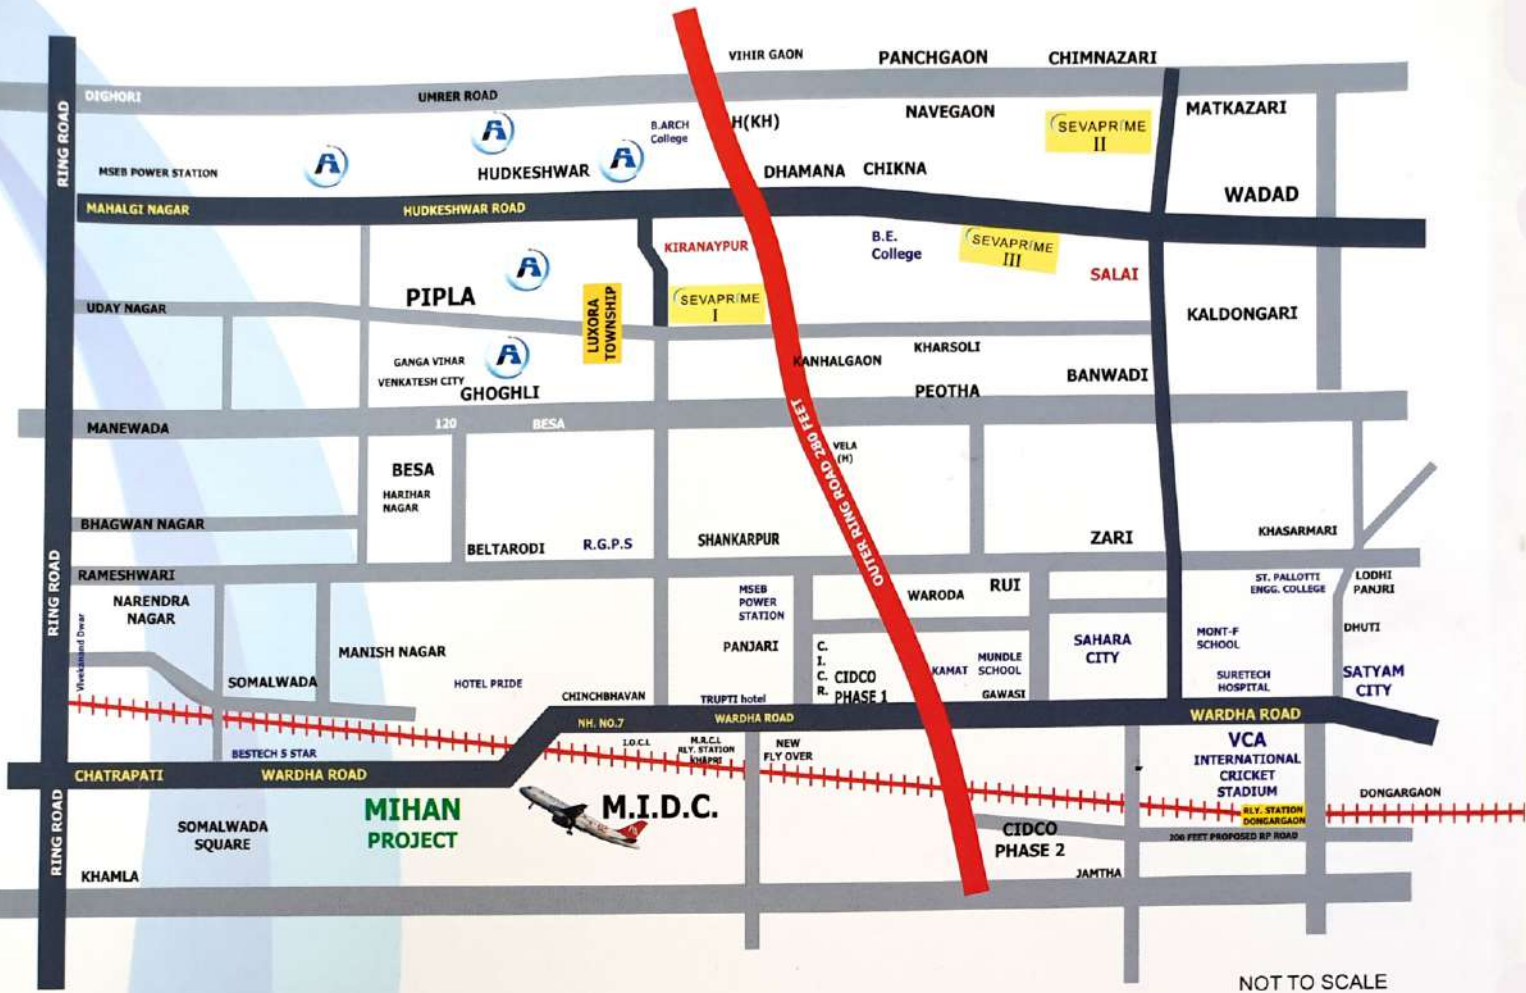 VIHIR GAON
PANCHGAON
CHIMNAZARI
DIGHORI
UMRER ROAD
RING ROAD
B.ARCH
College
H(KH)
NAVEGAON
SEVAPRIME
II
MATKAZARI
MSEB POWER STATION
HUDKESHWAR
DHAMANA
CHIKNA
WADAD
MAHALGI NAGAR
HUDKESHWAR ROAD
KIRANAYPUR
B.E.
College
SEVAPRIME
III
SALAI
PIPLA
LUXORA
TOWNSHIP
SEVAPRIME
I
UDAY NAGAR
KALDONGARI
GANGA VIHAR
VENKATESH CITY
GHOGHLI
KANHALGAON
KHARSOLI
PEOTHA
BANWADI
MANEWADA
120
BESA
OUTER RING ROAD 280 FEET
VELA
(H)
BESA
HARIHAR
NAGAR
BHAGWAN NAGAR
BELTARODI
R.G.P.S
SHANKARPUR
ZARI
KHASARMARI
RING ROAD
RAMESHWARI
NARENDRA
NAGAR
MSEB
POWER
STATION
WARODA
RUI
ST. PALLOTTI
ENGG. COLLEGE
LODHI
PANJRI
Vivekanand Dwar
MANISH NAGAR
PANJARI
C.
I.
C.
R.
CIDCO
PHASE 1
KAMAT
MUNDLE
SCHOOL
GAWASI
SAHARA
CITY
MONT-F
SCHOOL
DHUTI
SURETECH
HOSPITAL
SATYAM
CITY
SOMALWADA
HOTEL PRIDE
CHINCHBHAVAN
TRUPTI hotel
NH. NO.7
WARDHA ROAD
WARDHA ROAD
BESTECH 5 STAR
I.O.C.L
M.R.C.L
RLY. STATION
KHAPRI
NEW
FLY OVER
VCA
INTERNATIONAL
CRICKET
STADIUM
CHATRAPATI
WARDHA ROAD
RING ROAD
MIHAN
PROJECT
M.I.D.C.
RLY. STATION
DONGARGAON
DONGARGAON
SOMALWADA
SQUARE
CIDCO
PHASE 2
200 FEET PROPOSED RP ROAD
KHAMLA
JAMTHA
NOT TO SCALE